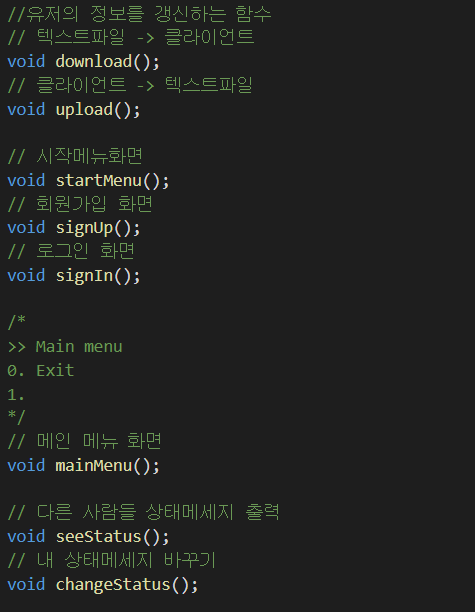 //유저의 정보를 갱신하는 함수
// 텍스트파일 -> 클라이언트
void download();
// 클라이언트 -> 텍스트파일
void upload();
// 시작메뉴화면
void startMenu();
// 회원가입 화면
void signUp();
// 로그인 화면
void signIn();
/*
>> Main menu
0. Exit
1.
*/
// 메인 메뉴 화면
void mainMenu();
// 다른 사람들 상태메세지 출력
void seeStatus();
// 내 상태메세지 바꾸기
void changeStatus();